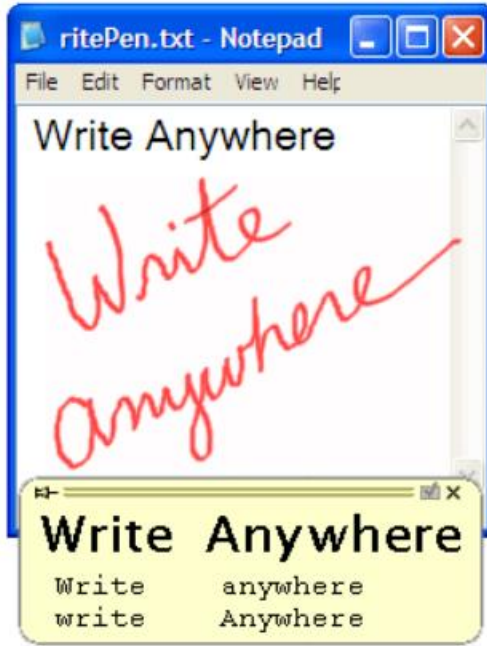 ritePen.txt - Notepad
File Edit Format View Help
Write Anywhere
Write
anywhere
Write Anywhere
Write anywhere
write Anywhere